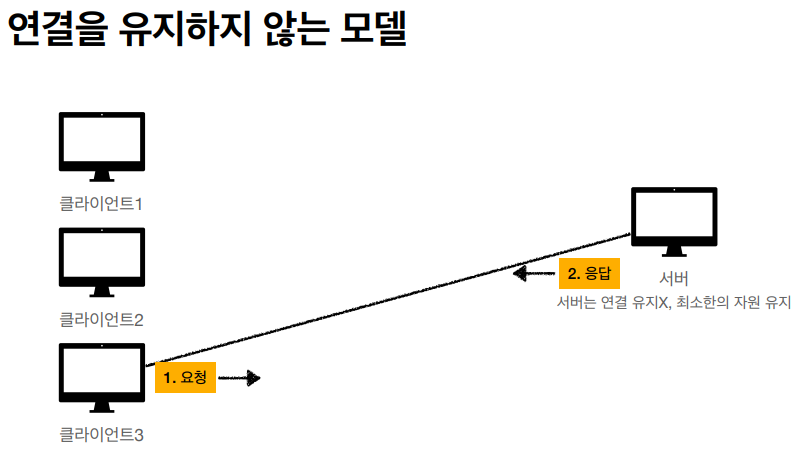 연결을 유지하지 않는 모델
클라이언트1
클라이언트2
클라이언트3
1. 요청
2. 응답
서버
서버는 연결 유지X, 최소한의 자원 유지